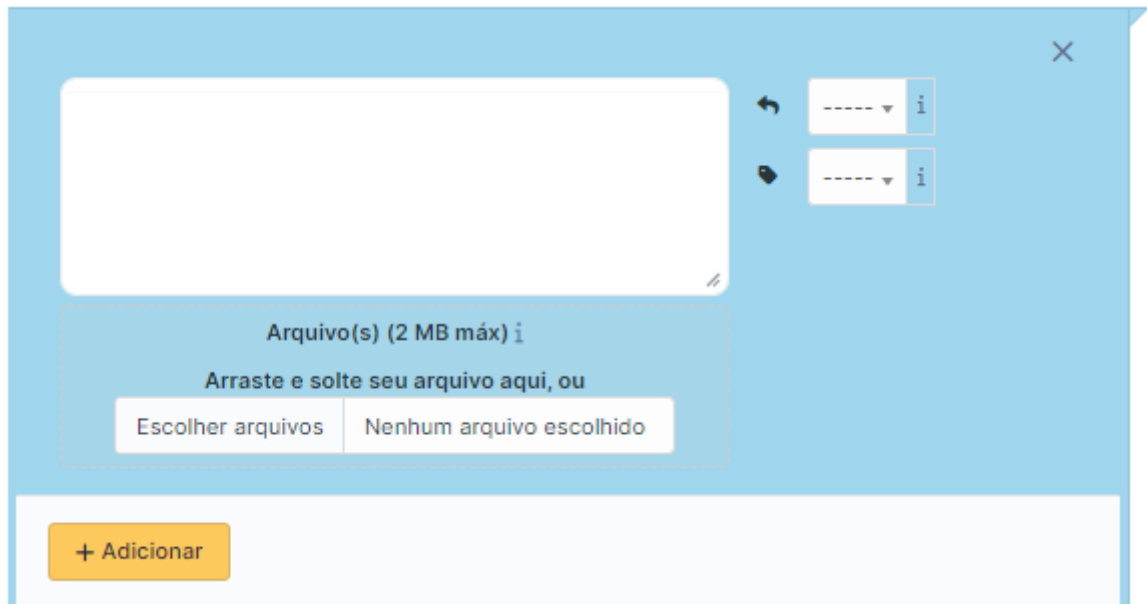 ----- i
----- i
Arquivo(s) (2 MB máx) i
Arraste e solte seu arquivo aqui, ou
Escolher arquivos Nenhum arquivo escolhido
+ Adicionar